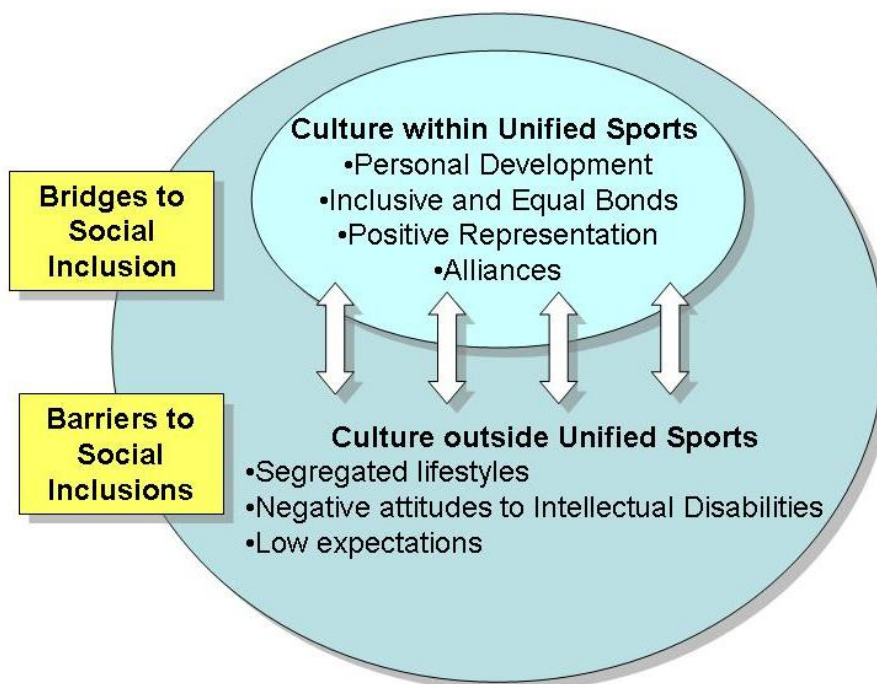 Culture within Unified Sports
•Personal Development
•Inclusive and Equal Bonds
•Positive Representation
•Alliances
Bridges to
Social
Inclusion
Barriers to
Social
Inclusions
Culture outside Unified Sports
•Segregated lifestyles
•Negative attitudes to Intellectual Disabilities
•Low expectations